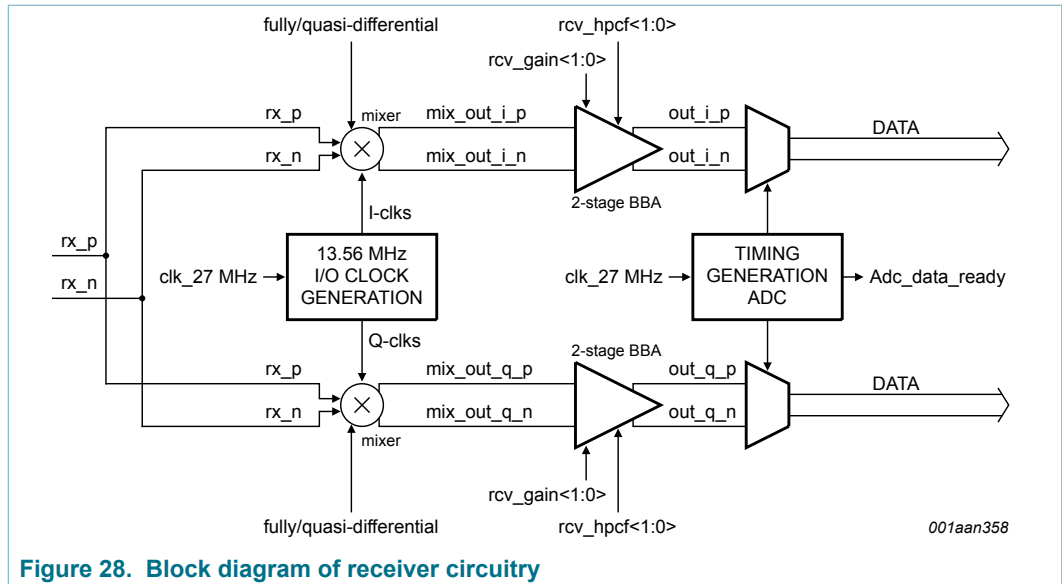 fully/quasi-differential
rcv_hpcf<1:0>
rcv_gain<1:0>
rx_p
mixer
mix_out_i_p
out_i_p
DATA
rx_n
mix_out_i_n
out_i_n
2-stage BBA
I-clks
rx_p
rx_n
clk_27 MHz
13.56 MHz
I/O CLOCK
GENERATION
clk_27 MHz
TIMING
GENERATION
ADC
Adc_data_ready
Q-clks
2-stage BBA
rx_p
mix_out_q_p
out_q_p
DATA
rx_n
mix_out_q_n
out_q_n
mixer
rcv_gain<1:0>
fully/quasi-differential
rcv_hpcf<1:0>
001aan358
Figure 28. Block diagram of receiver circuitry